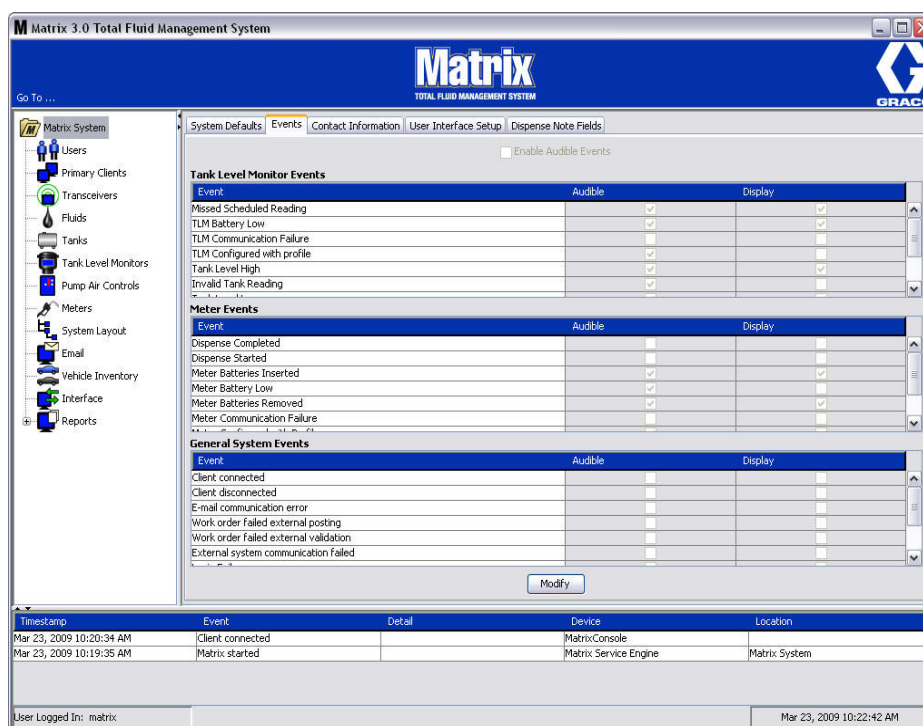 M Matrix 3.0 Total Fluid Management System
Matrix
TOTAL FLUID MANAGEMENT SYSTEM
Go To ...
GRACO
Matrix System
Users
Primary Clients
Transceivers
Fluids
Tanks
Tank Level Monitors
Pump Air Controls
Meters
System Layout
Email
Vehicle Inventory
Interface
Reports
System Defaults Events Contact Information User Interface Setup Dispense Note Fields
Enable Audible Events
Tank Level Monitor Events
Event Audible Display
Missed Scheduled Reading
TLM Battery Low
TLM Communication Failure
TLM Configured with profile
Tank Level High
Invalid Tank Reading
Meter Events
Event Audible Display
Dispense Completed
Dispense Started
Meter Batteries Inserted
Meter Battery Low
Meter Batteries Removed
Meter Communication Failure
General System Events
Event Audible Display
Client connected
Client disconnected
E-mail communication error
Work order failed external posting
Work order failed external validation
External system communication failed
Modify
Timestamp Event Detail Device Location
Mar 23, 2009 10:20:34 AM Client connected MatrixConsole
Mar 23, 2009 10:19:35 AM Matrix started Matrix Service Engine Matrix System
User Logged In: matrix Mar 23, 2009 10:22:42 AM